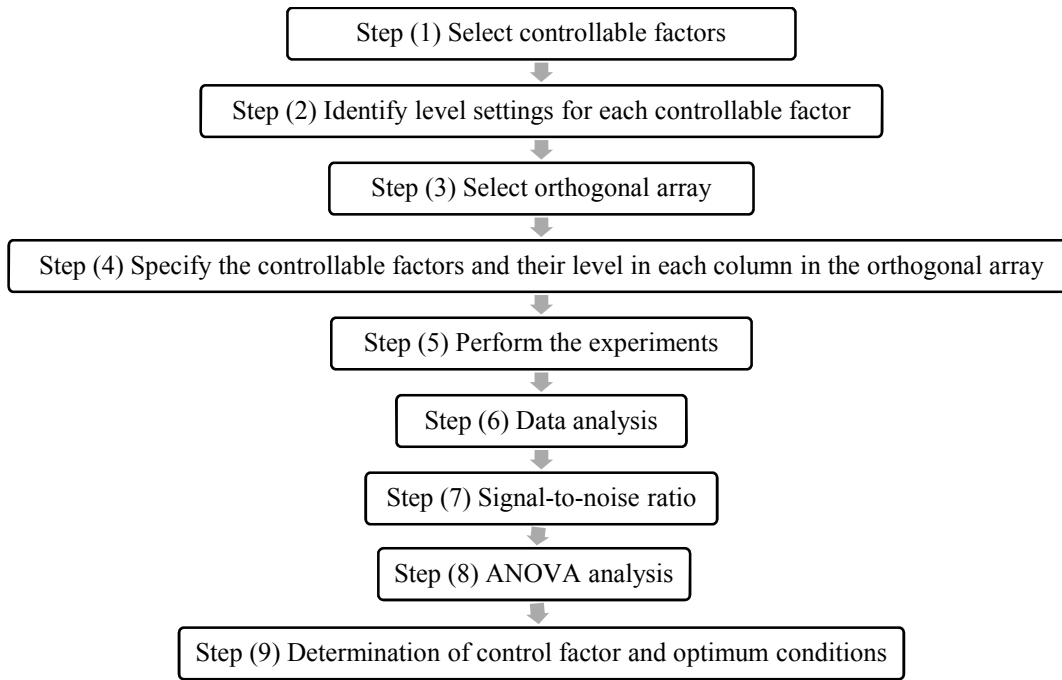 Step (1) Select controllable factors
Step (2) Identify level settings for each controllable factor
Step (3) Select orthogonal array
Step (4) Specify the controllable factors and their level in each column in the orthogonal array
Step (5) Perform the experiments
Step (6) Data analysis
Step (7) Signal-to-noise ratio
Step (8) ANOVA analysis
Step (9) Determination of control factor and optimum conditions